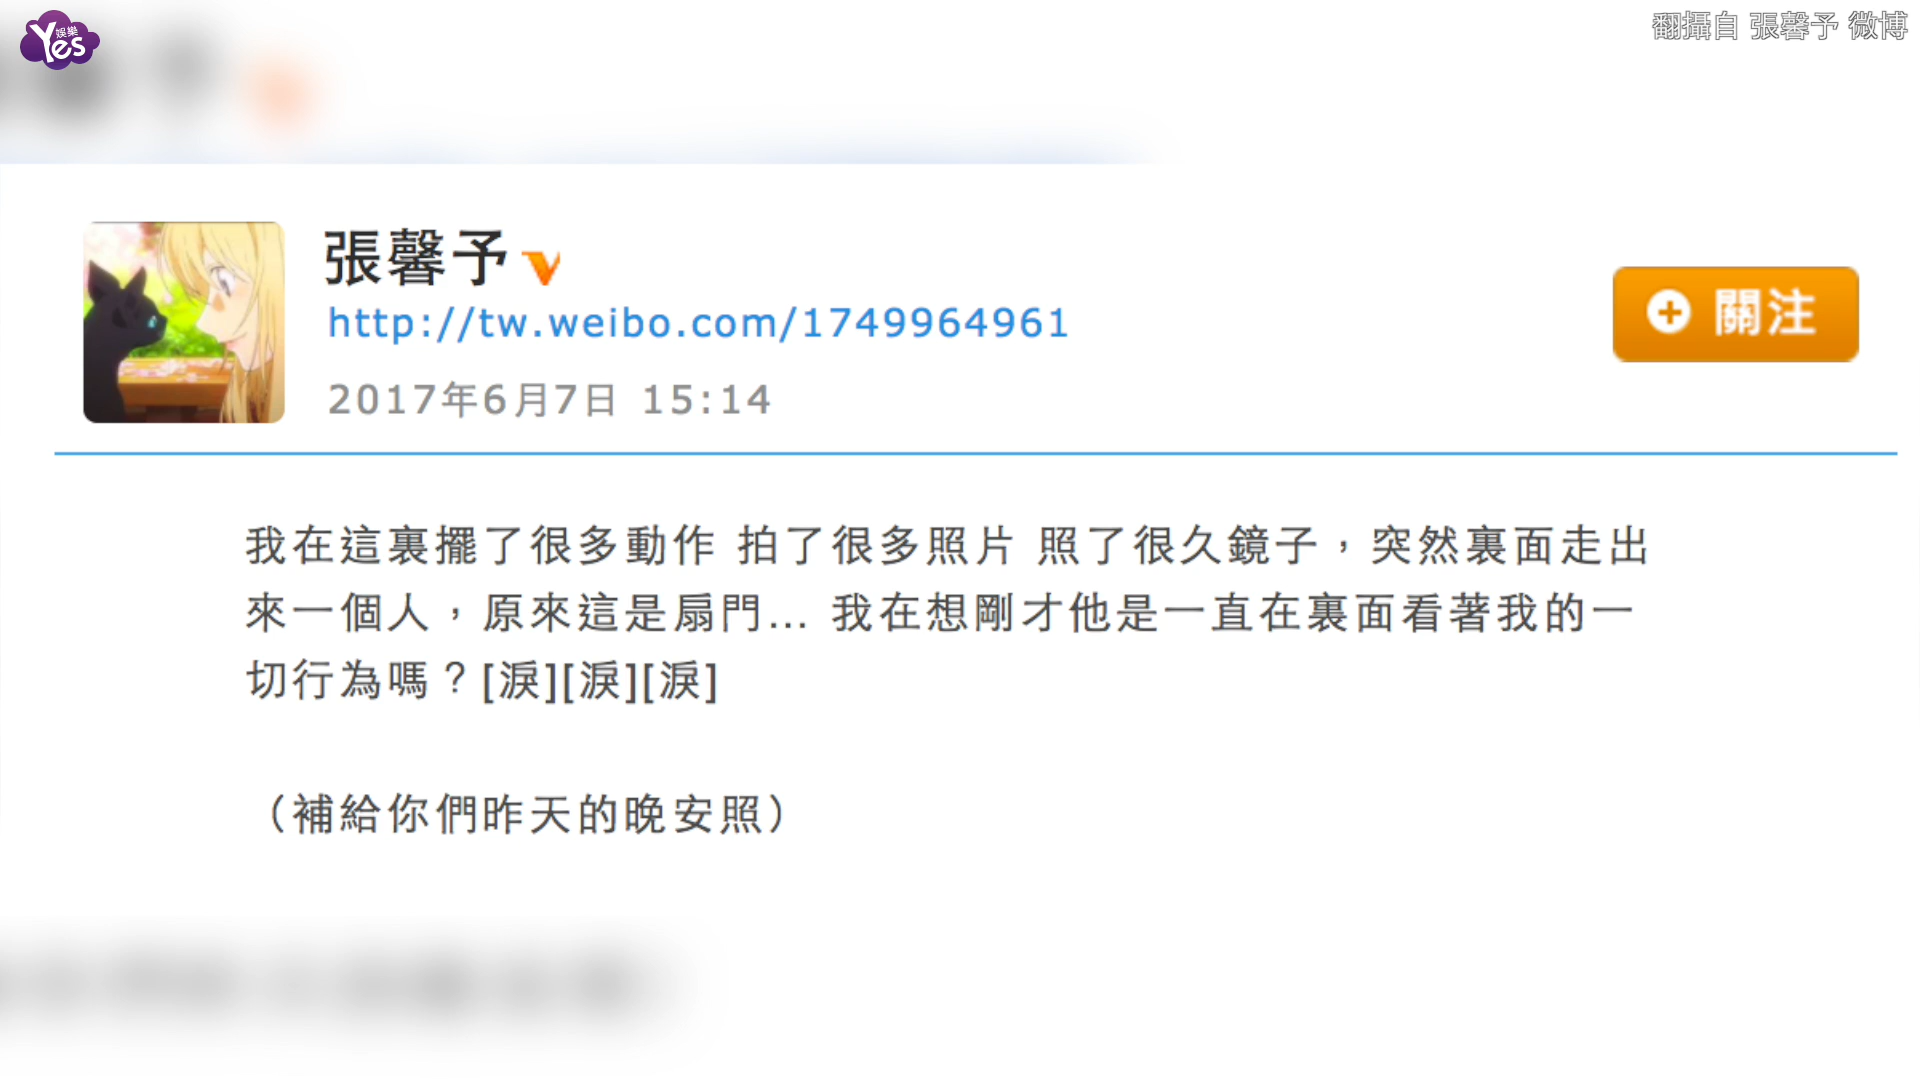 Yes娛樂
翻攝自 張馨予 微博
張馨予
http://tw.weibo.com/1749964961
2017年6月7日 15:14
關注
我在這裏擺了很多動作 拍了很多照片 照了很久鏡子，突然裏面走出
來一個人，原來這是扇門... 我在想剛才他是一直在裏面看著我的一
切行為嗎？[淚][淚][淚]
（補給你們昨天的晚安照）